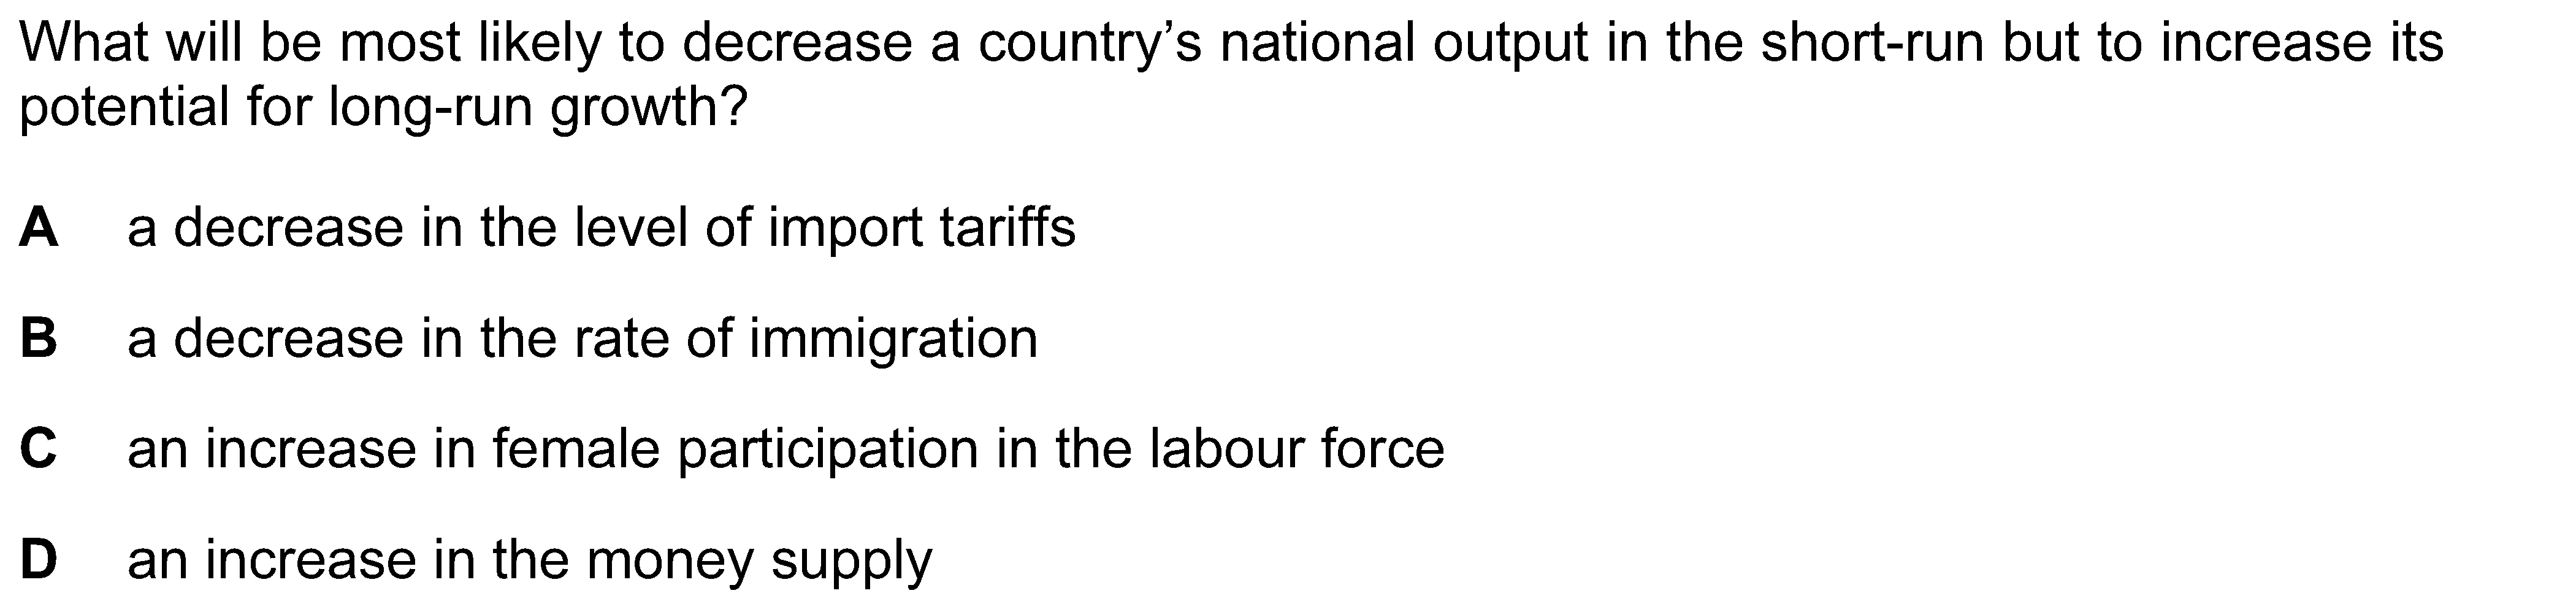 What will be most likely to decrease a country’s national output in the short-run but to increase its
potential for long-run growth?
A a decrease in the level of import tariffs
B a decrease in the rate of immigration
C an increase in female participation in the labour force
D an increase in the money supply